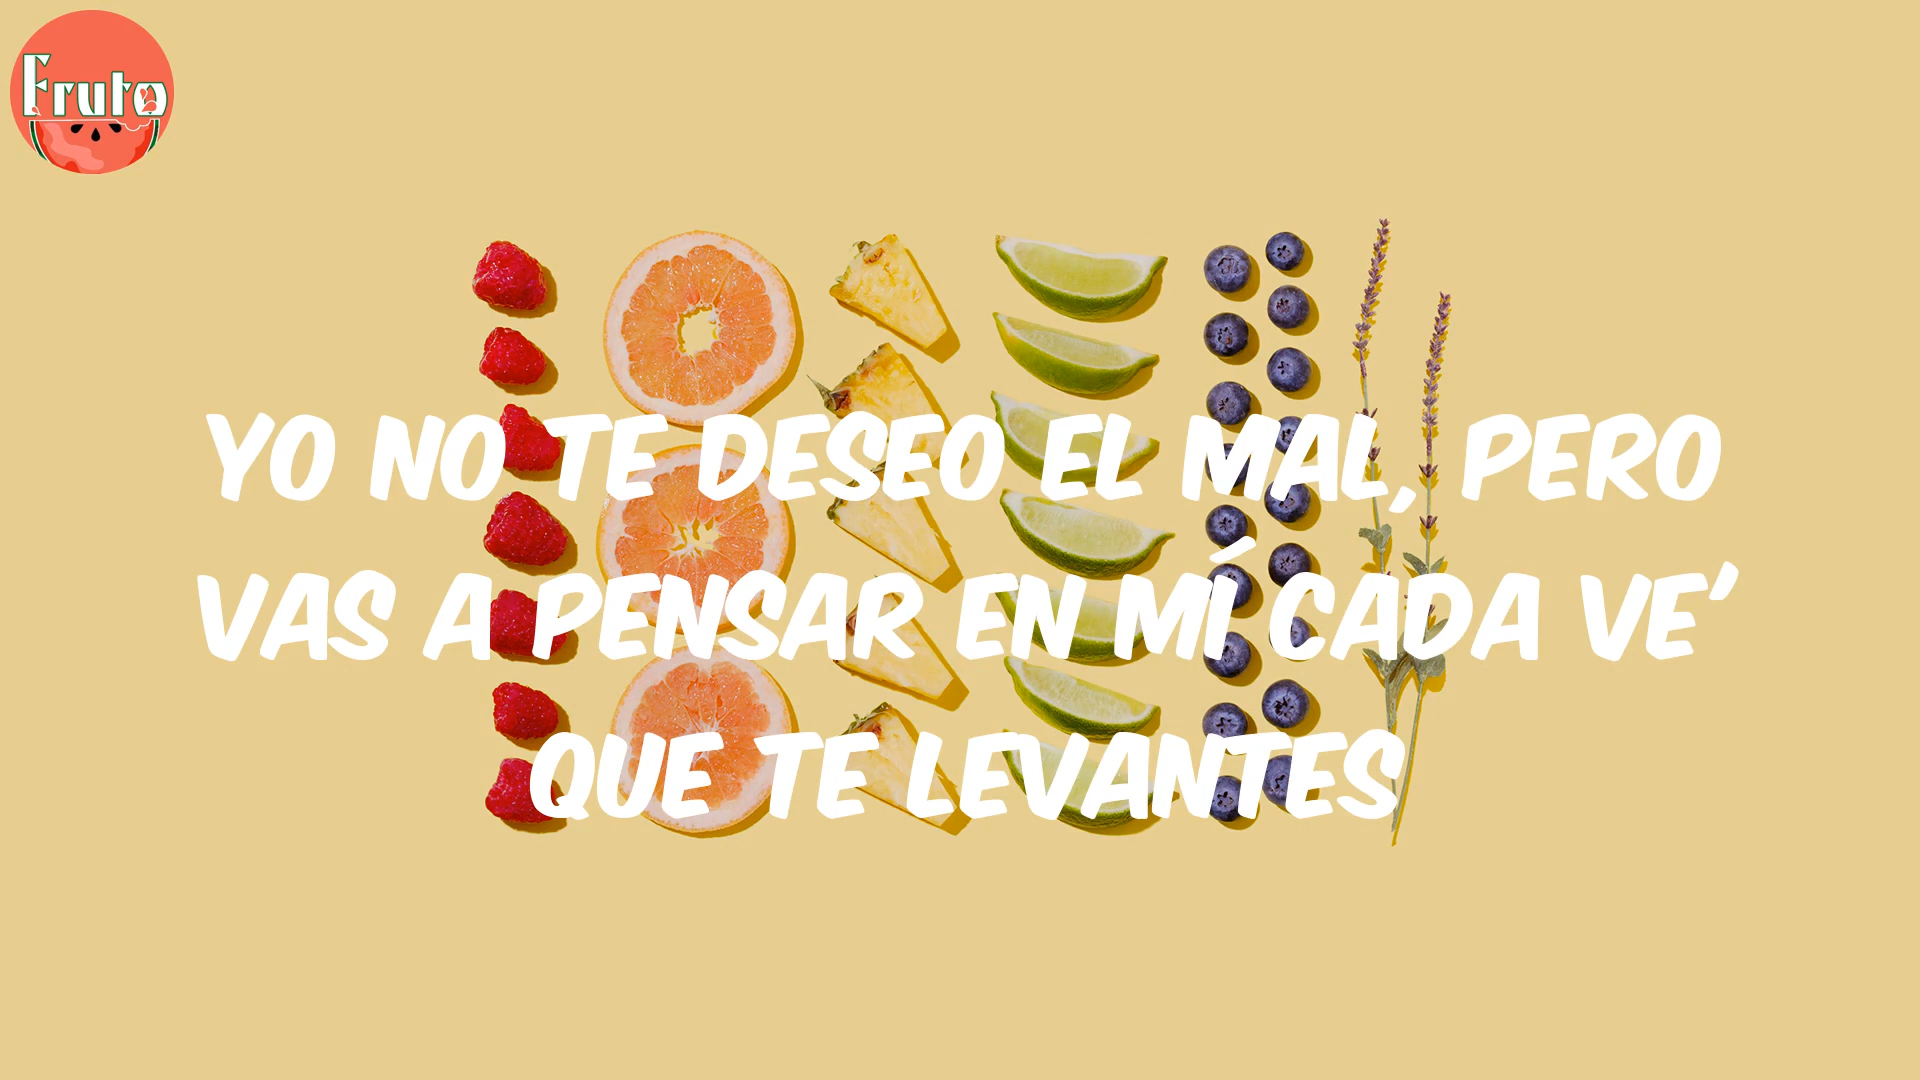 Fruto
YO NO TE DESEO EL MAL, PERO
VAS A PENSAR EN MÍ CADA VE'
QUE TE LEVANTES